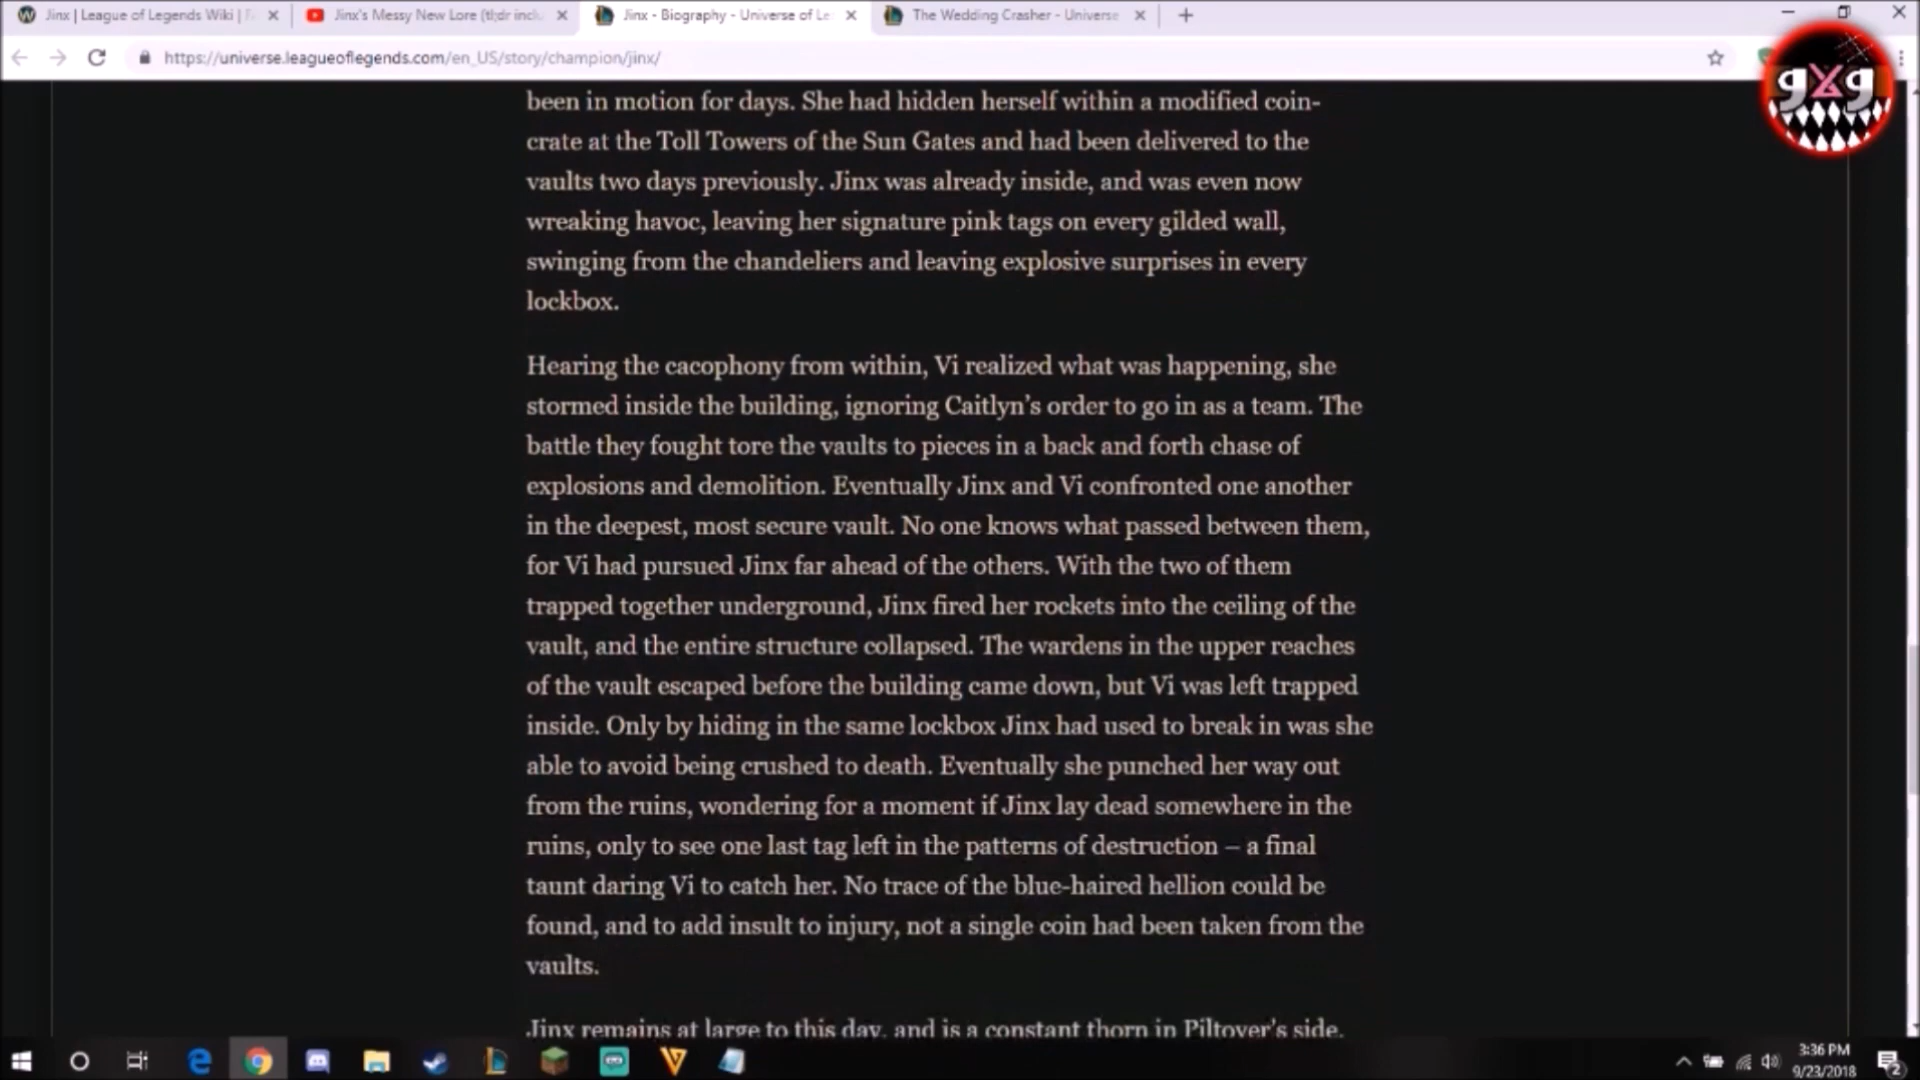 Jinx | League of Legends Wiki |
Jinx's Messy New Lore (tl;dr inclu
Jinx - Biography - Universe of Le
The Wedding Crasher - Universe
https://universe.leagueoflegends.com/en_US/story/champion/jinx/
gxg
been in motion for days. She had hidden herself within a modified coin-
crate at the Toll Towers of the Sun Gates and had been delivered to the
vaults two days previously. Jinx was already inside, and was even now
wreaking havoc, leaving her signature pink tags on every gilded wall,
swinging from the chandeliers and leaving explosive surprises in every
lockbox.
Hearing the cacophony from within, Vi realized what was happening, she
stormed inside the building, ignoring Caitlyn's order to go in as a team. The
battle they fought tore the vaults to pieces in a back and forth chase of
explosions and demolition. Eventually Jinx and Vi confronted one another
in the deepest, most secure vault. No one knows what passed between them,
for Vi had pursued Jinx far ahead of the others. With the two of them
trapped together underground, Jinx fired her rockets into the ceiling of the
vault, and the entire structure collapsed. The wardens in the upper reaches
of the vault escaped before the building came down, but Vi was left trapped
inside. Only by hiding in the same lockbox Jinx had used to break in was she
able to avoid being crushed to death. Eventually she punched her way out
from the ruins, wondering for a moment if Jinx lay dead somewhere in the
ruins, only to see one last tag left in the patterns of destruction – a final
taunt daring Vi to catch her. No trace of the blue-haired hellion could be
found, and to add insult to injury, not a single coin had been taken from the
vaults.
Jinx remains at large to this day, and is a constant thorn in Piltover's side.
3:36 PM
9/23/2018
2